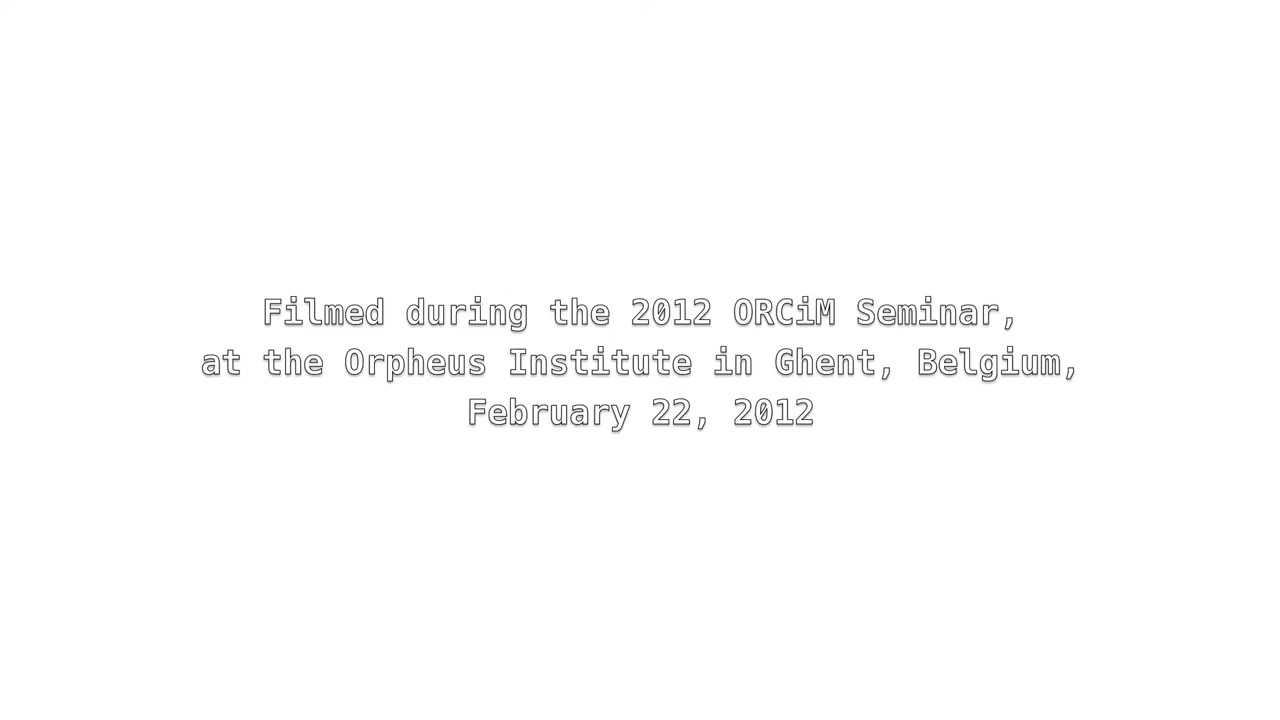 Filmed during the 2012 ORCiM Seminar,
at the Orpheus Institute in Ghent, Belgium,
February 22, 2012